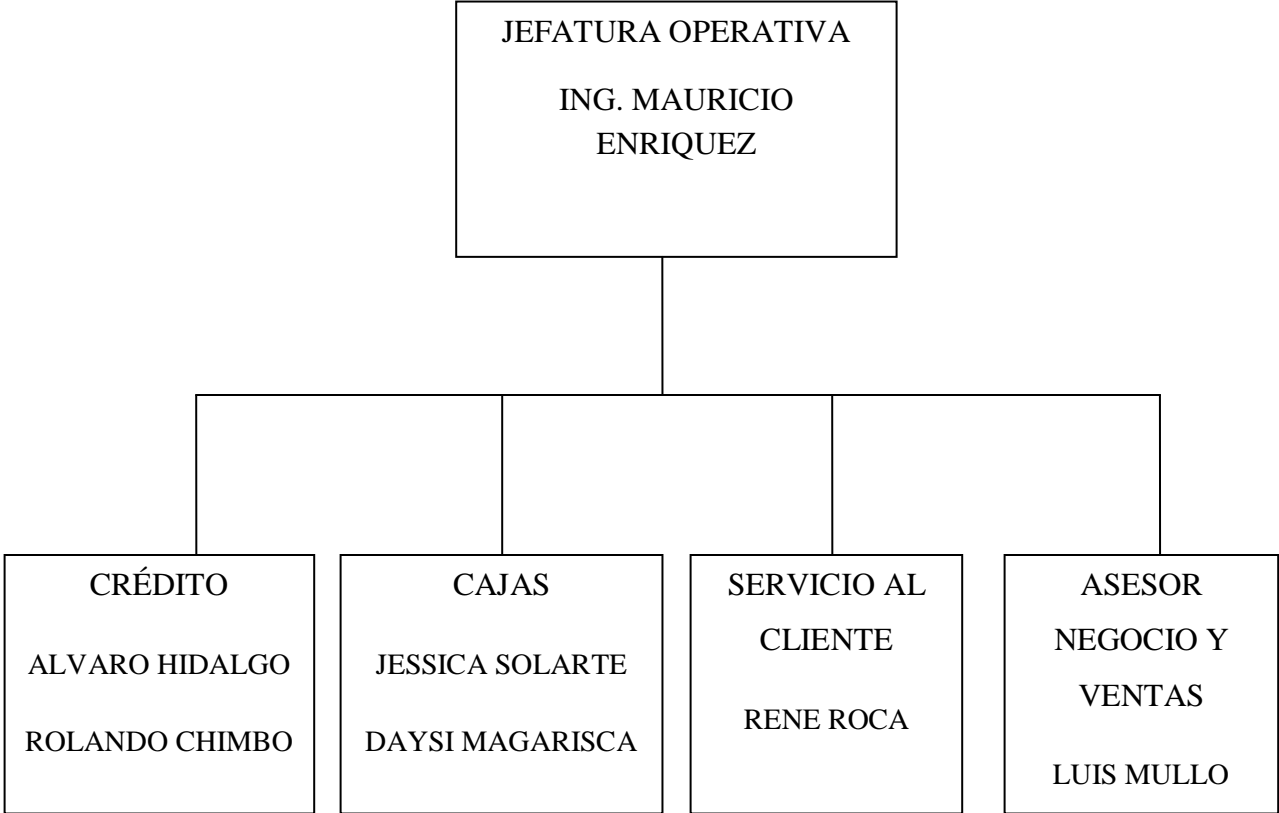 JEFATURA OPERATIVA
ING. MAURICIO
ENRIQUEZ
CRÉDITO
ALVARO HIDALGO
ROLANDO CHIMBO
CAJAS
JESSICA SOLARTE
DAYSI MAGARISCA
SERVICIO AL
CLIENTE
RENE ROCA
ASESOR
NEGOCIO Y
VENTAS
LUIS MULLO